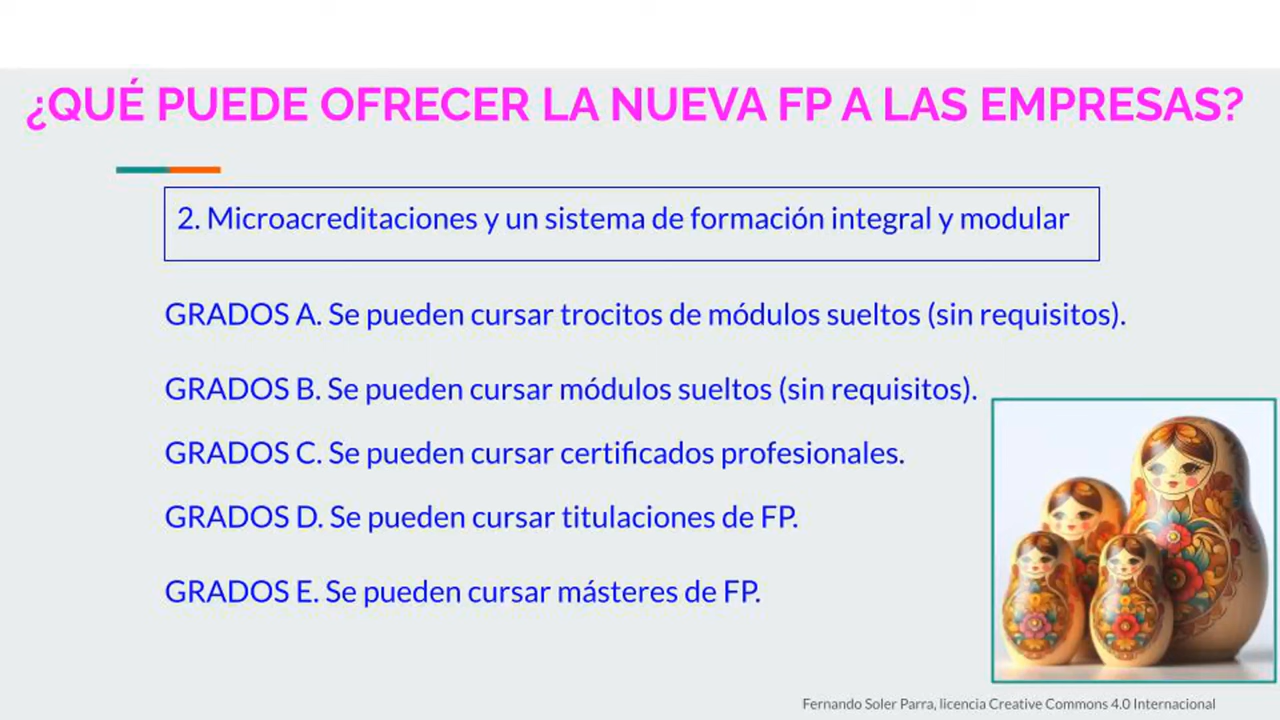 ¿QUÉ PUEDE OFRECER LA NUEVA FP A LAS EMPRESAS?
2. Microacreditaciones y un sistema de formación integral y modular
GRADOS A. Se pueden cursar trocitos de módulos sueltos (sin requisitos).
GRADOS B. Se pueden cursar módulos sueltos (sin requisitos).
GRADOS C. Se pueden cursar certificados profesionales.
GRADOS D. Se pueden cursar titulaciones de FP.
GRADOS E. Se pueden cursar másteres de FP.
Fernando Soler Parra, licencia Creative Commons 4.0 Internacional